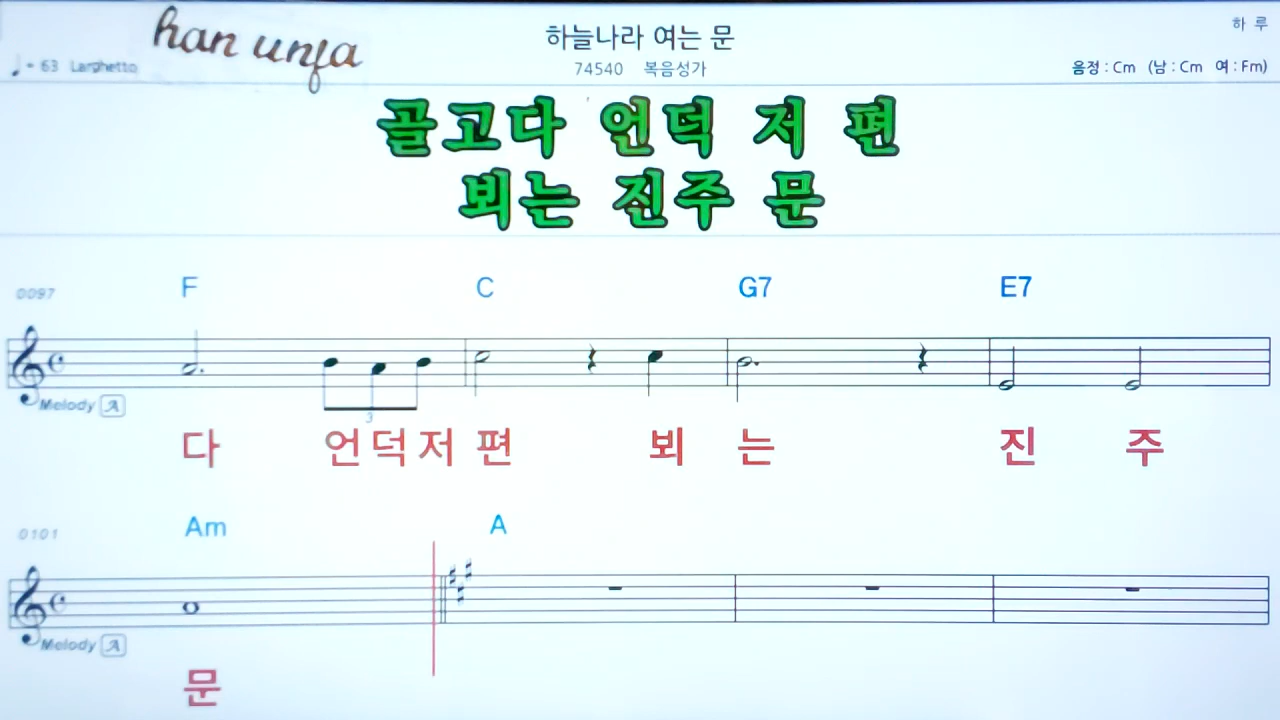 han unja
하늘나라 여는 문
하 루
♩= 63 Larghetto
74540 복음성가
음정 : Cm (남 : Cm 여 : Fm)
골고다 언덕 저 편
뵈는 진주 문
0097 F C G7 E7
Melody A
3
다 언덕저 편 뵈 는 진 주
0101 Am A
Melody A
문